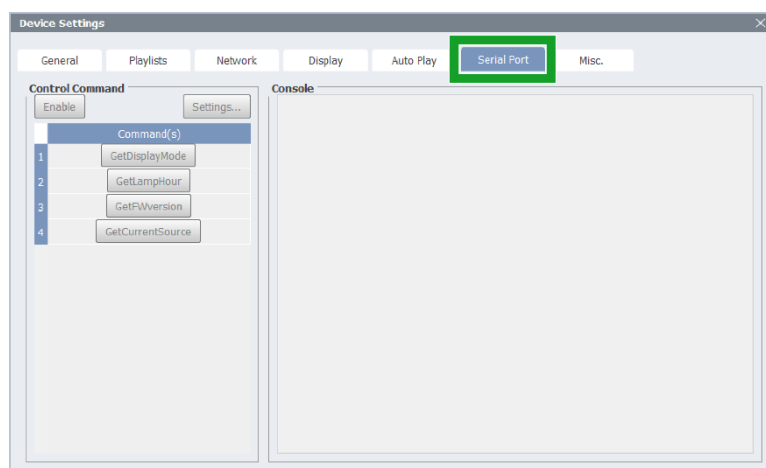 Device Settings
General Playlists Network Display Auto Play Serial Port Misc.
Control Command
Enable Settings...
Command(s)
1 GetDisplayMode
2 GetLampHour
3 GetFWversion
4 GetCurrentSource
Console